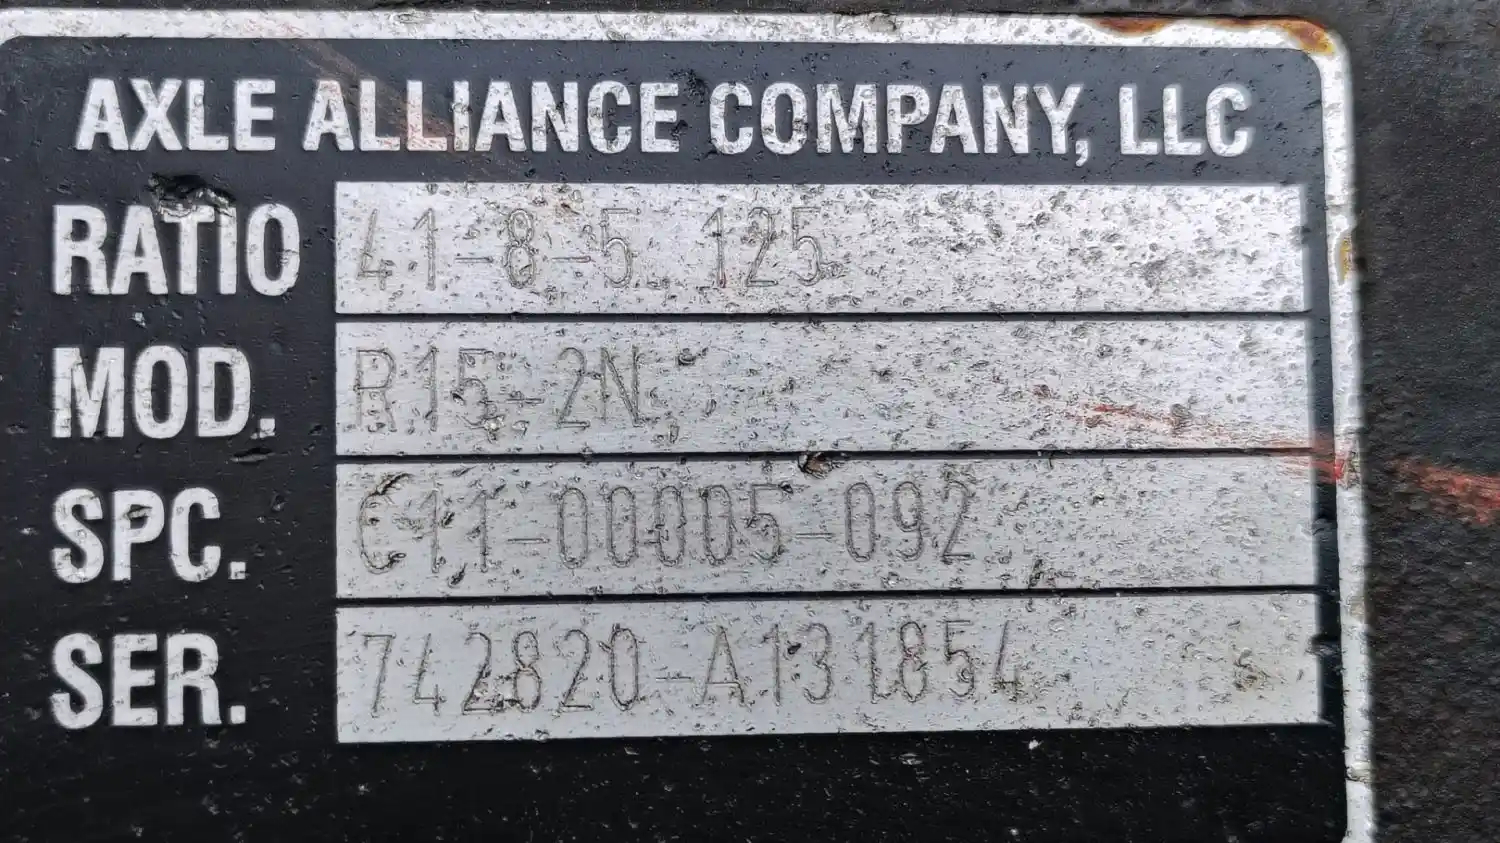 AXLE ALLIANCE COMPANY, LLC
RATIO 41-8-5.125
MOD. R15-2N
SPC. C11-00005-092
SER. 742820-A131854